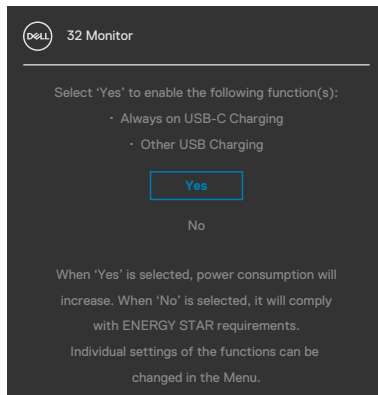 DELL
32 Monitor
Select ‘Yes’ to enable the following function(s):
· Always on USB-C Charging
· Other USB Charging
Yes
No
When ‘Yes’ is selected, power consumption will
increase. When ‘No’ is selected, it will comply
with ENERGY STAR requirements.
Individual settings of the functions can be
changed in the Menu.